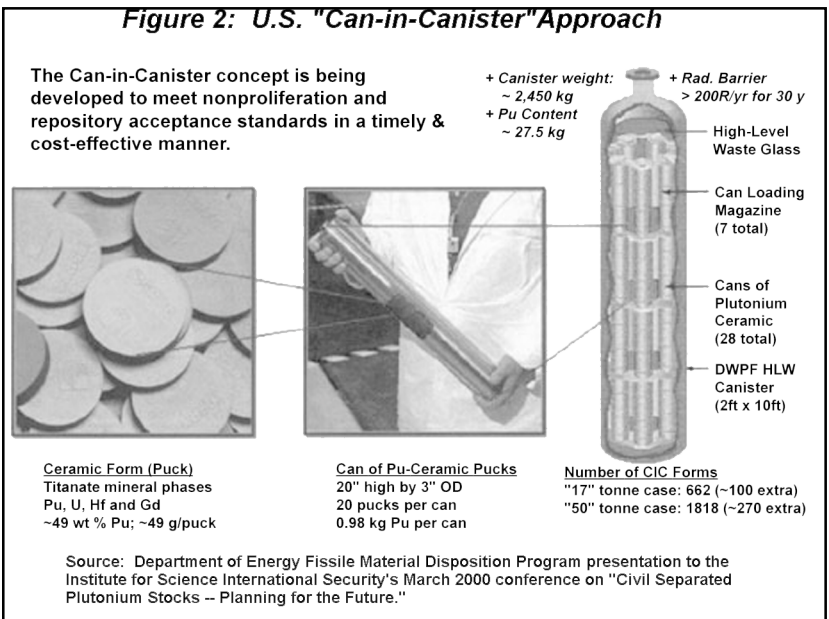 Figure 2: U.S. "Can-in-Canister"Approach
The Can-in-Canister concept is being
developed to meet nonproliferation and
repository acceptance standards in a timely &
cost-effective manner.
+ Canister weight:
~ 2,450 kg
+ Pu Content
~ 27.5 kg
+ Rad. Barrier
> 200R/yr for 30 y
High-Level
Waste Glass
Can Loading
Magazine
(7 total)
Cans of
Plutonium
Ceramic
(28 total)
DWPF HLW
Canister
(2ft x 10ft)
Ceramic Form (Puck)
Titanate mineral phases
Pu, U, Hf and Gd
~49 wt % Pu; ~49 g/puck
Can of Pu-Ceramic Pucks
20" high by 3" OD
20 pucks per can
0.98 kg Pu per can
Number of CIC Forms
"17" tonne case: 662 (~100 extra)
"50" tonne case: 1818 (~270 extra)
Source: Department of Energy Fissile Material Disposition Program presentation to the
Institute for Science International Security's March 2000 conference on "Civil Separated
Plutonium Stocks -- Planning for the Future."